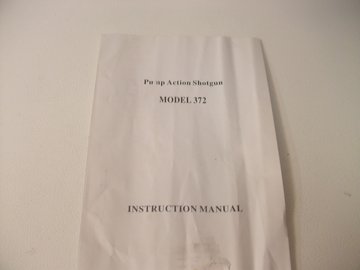 Pump Action Shotgun
MODEL 372
INSTRUCTION MANUAL